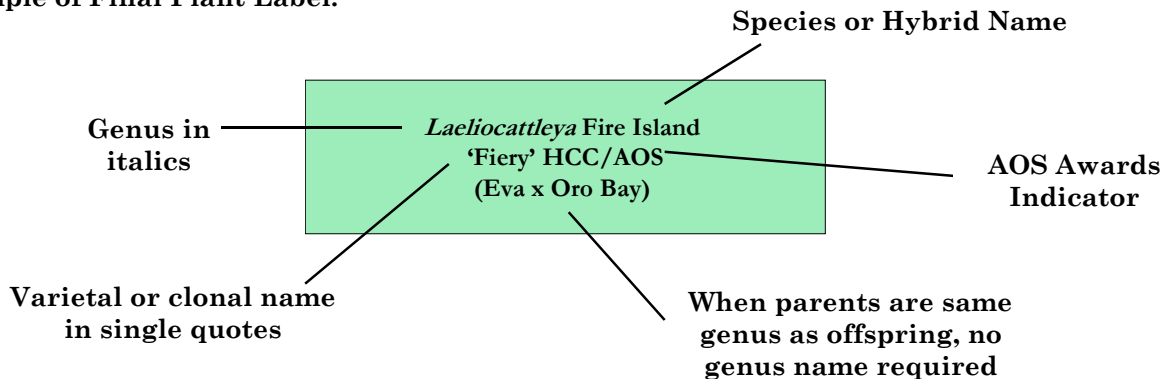 ple of Final Plant Label:
Species or Hybrid Name
Genus in
italics
Laeliocattleya Fire Island
‘Fiery’ HCC/AOS
(Eva x Oro Bay)
AOS Awards
Indicator
Varietal or clonal name
in single quotes
When parents are same
genus as offspring, no
genus name required